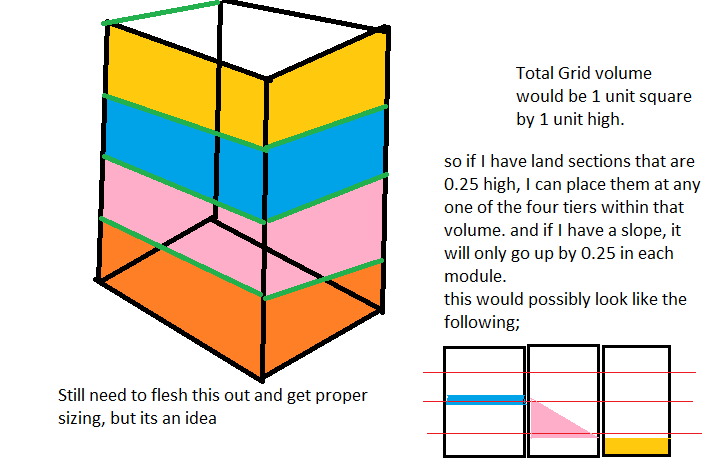 Total Grid volume
would be 1 unit square
by 1 unit high.
so if I have land sections that are
0.25 high, I can place them at any
one of the four tiers within that
volume. and if I have a slope, it
will only go up by 0.25 in each
module.
this would possibly look like the
following;
Still need to flesh this out and get proper
sizing, but its an idea